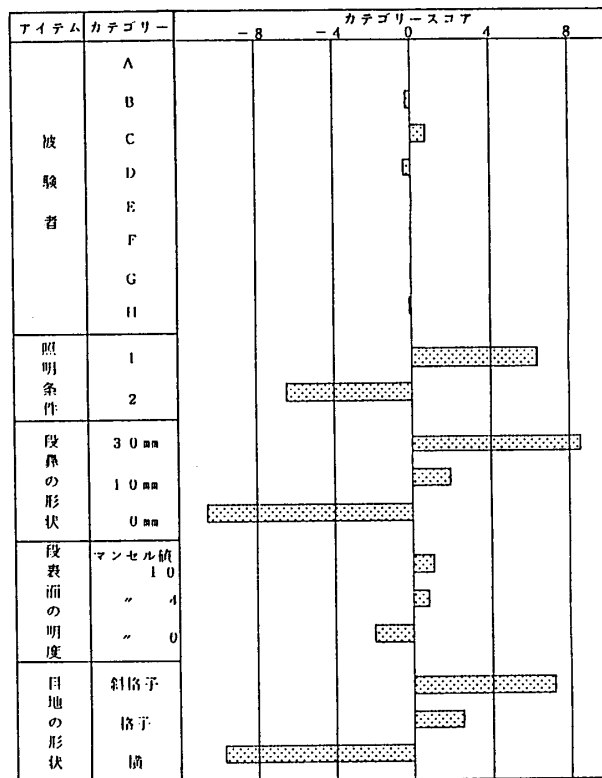 カテゴリースコア
アイテム カテゴリー －8 －4 0 4 8
被験者
A
B
C
D
E
F
G
H
照明条件
1
2
段鼻の形状
30mm
10mm
0mm
段表面の明度
マンセル値
10
〃 4
〃 0
目地の形状
斜格子
格子
横